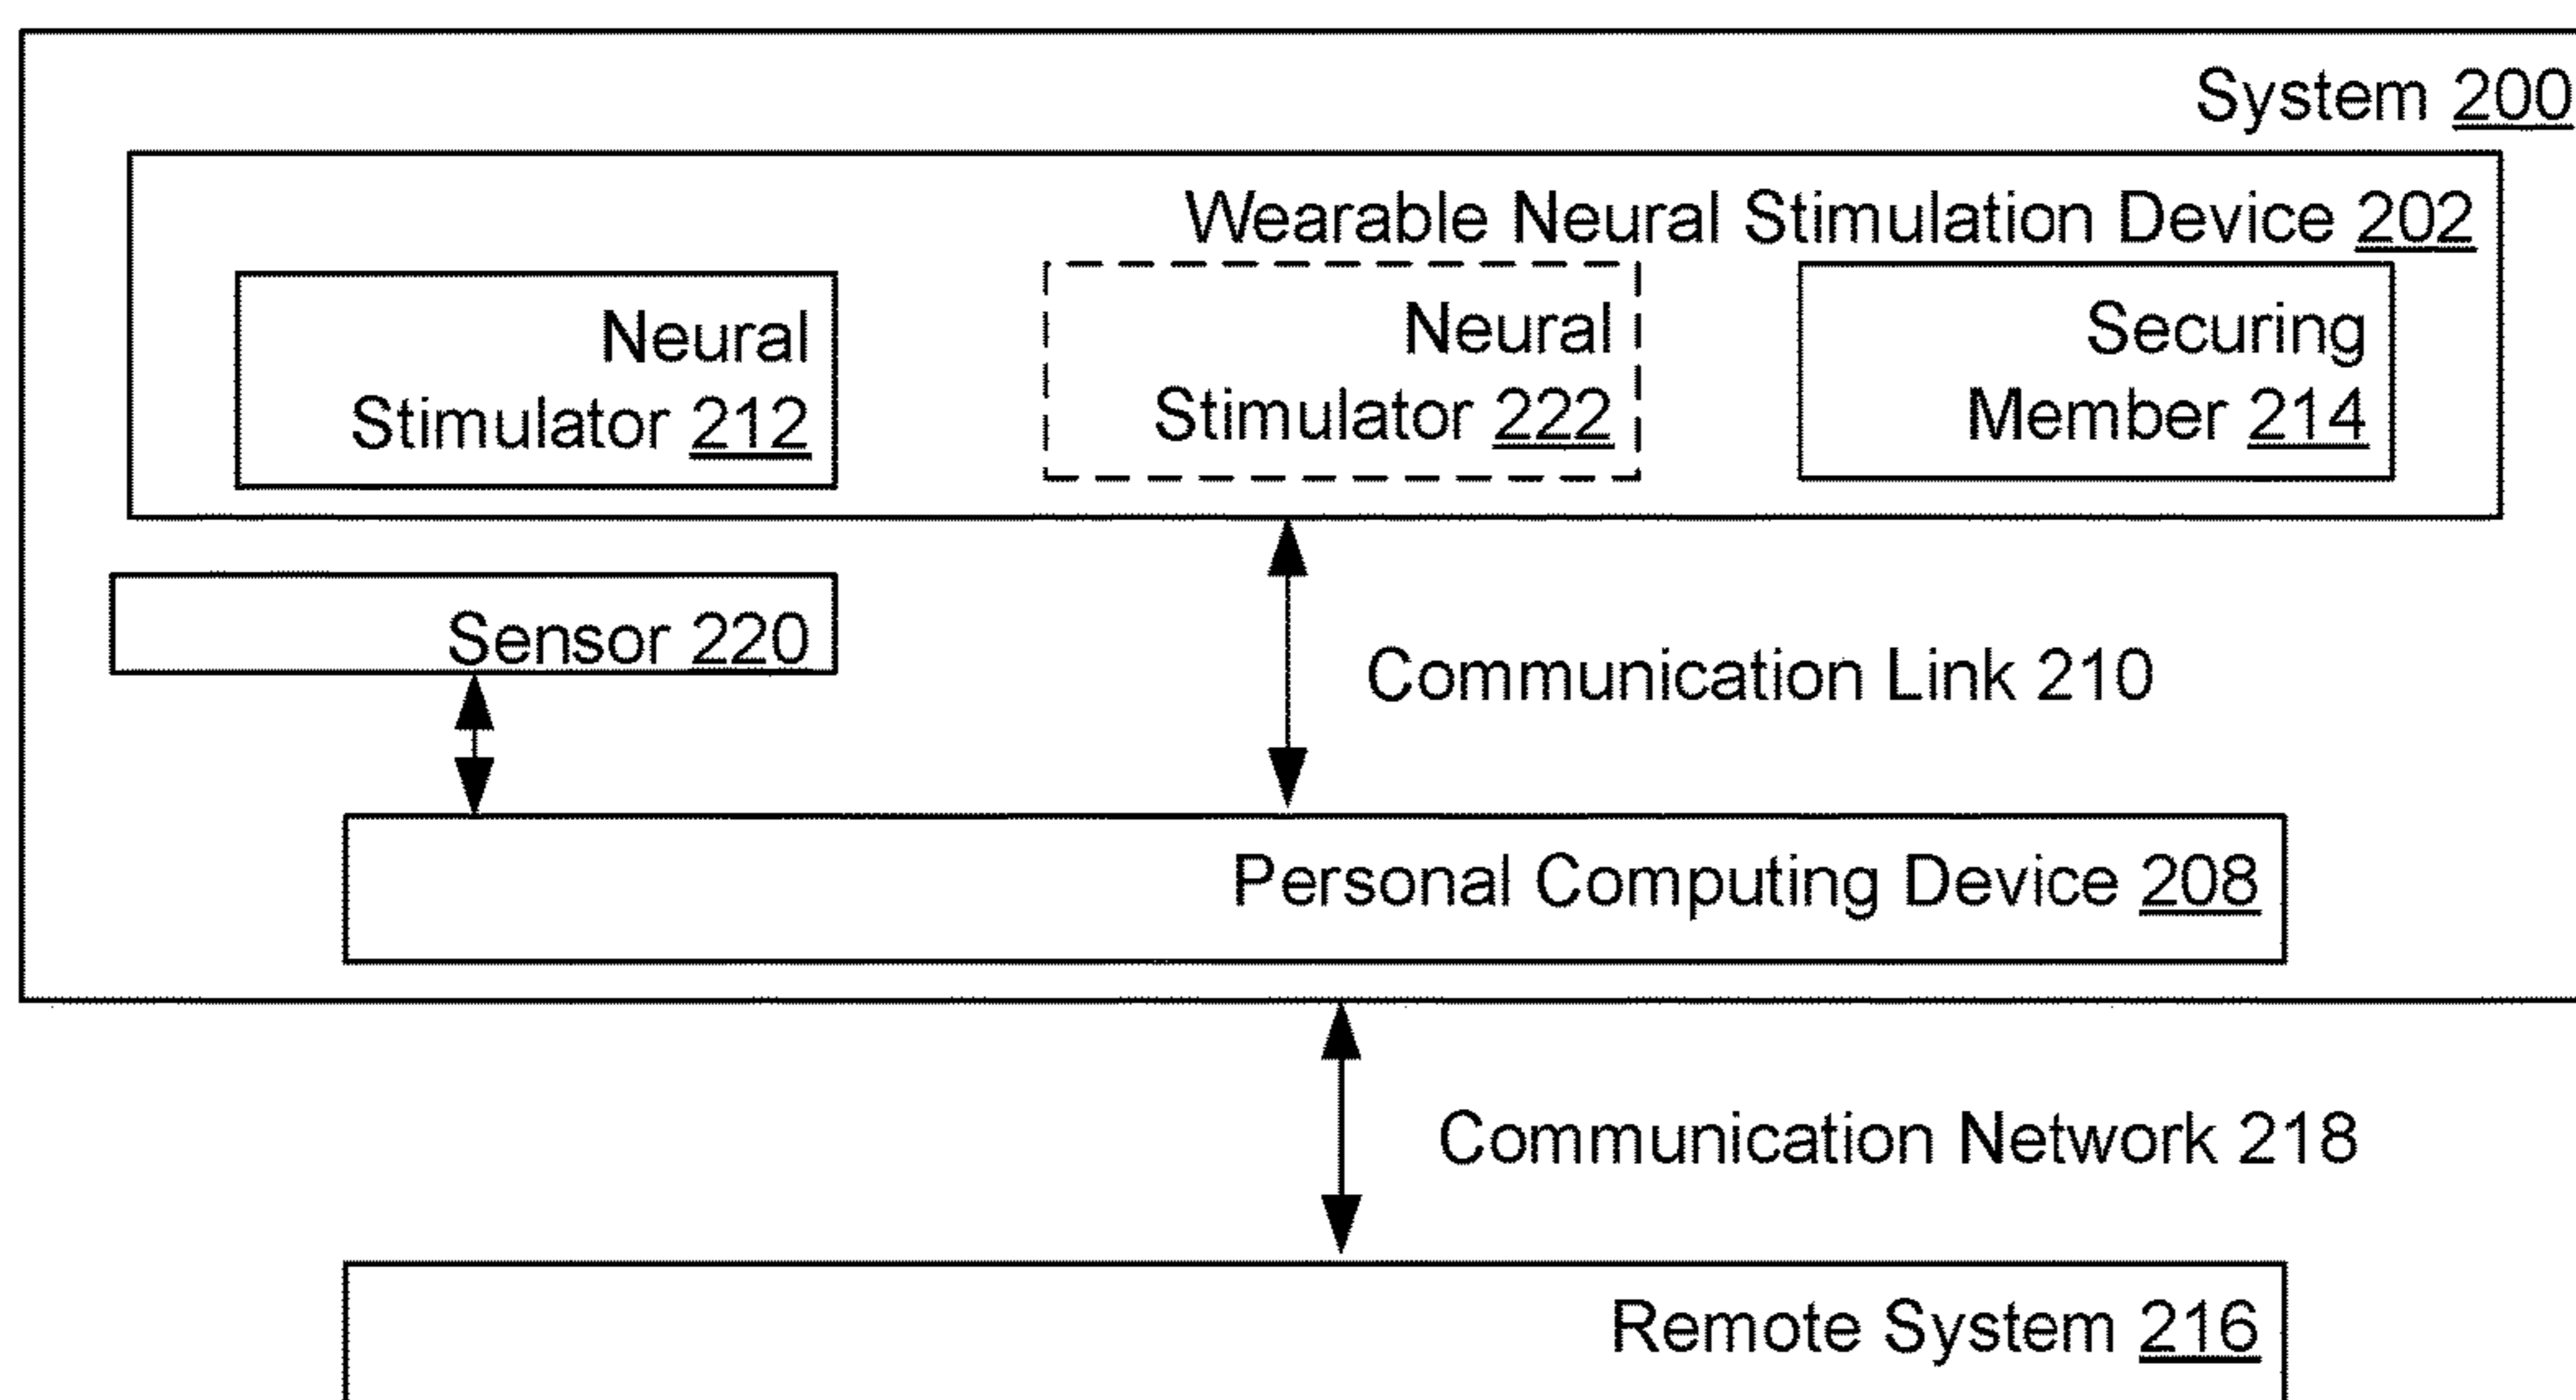 System 200
Wearable Neural Stimulation Device 202
Neural
Stimulator 212
Neural
Stimulator 222
Securing
Member 214
Sensor 220
Communication Link 210
Personal Computing Device 208
Communication Network 218
Remote System 216